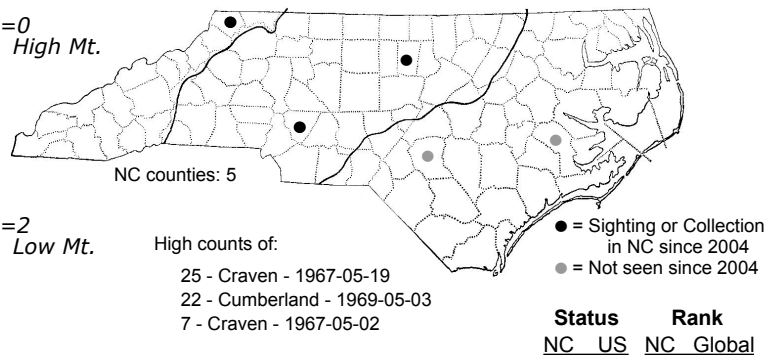 =0
High Mt.
NC counties: 5
=2
Low Mt.
High counts of:
25 - Craven - 1967-05-19
22 - Cumberland - 1969-05-03
7 - Craven - 1967-05-02
= Sighting or Collection
in NC since 2004
= Not seen since 2004
Status Rank
NC US NC Global